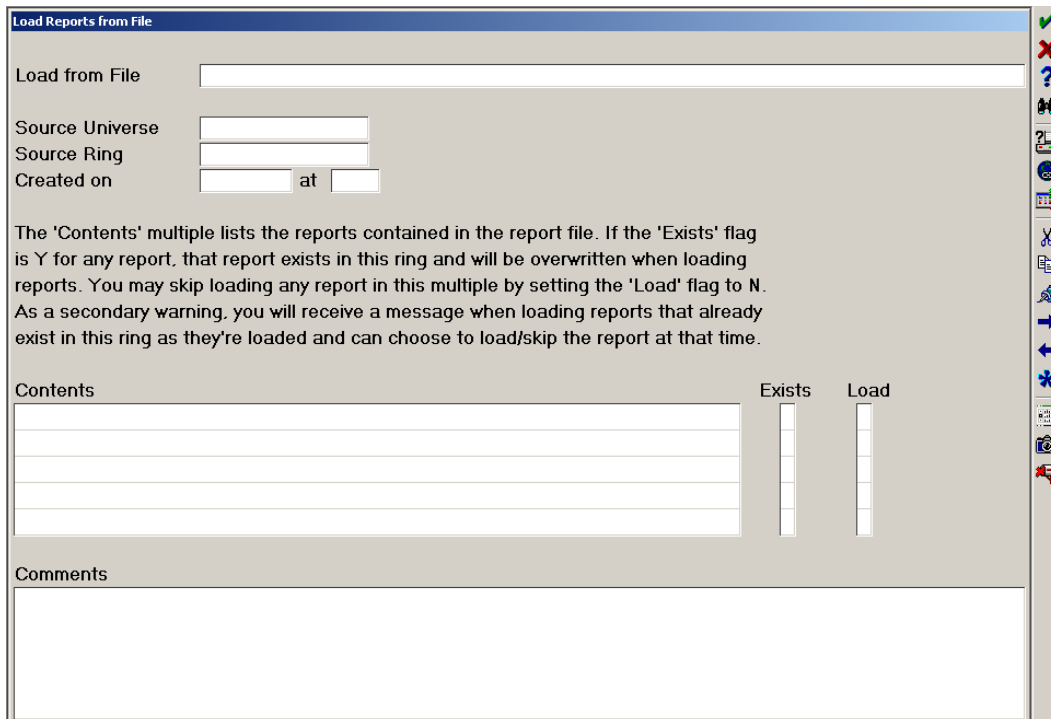 Load Reports from File
Load from File
Source Universe
Source Ring
Created on at
The 'Contents' multiple lists the reports contained in the report file. If the 'Exists' flag
is Y for any report, that report exists in this ring and will be overwritten when loading
reports. You may skip loading any report in this multiple by setting the 'Load' flag to N.
As a secondary warning, you will receive a message when loading reports that already
exist in this ring as they're loaded and can choose to load/skip the report at that time.
Contents Exists Load
Comments